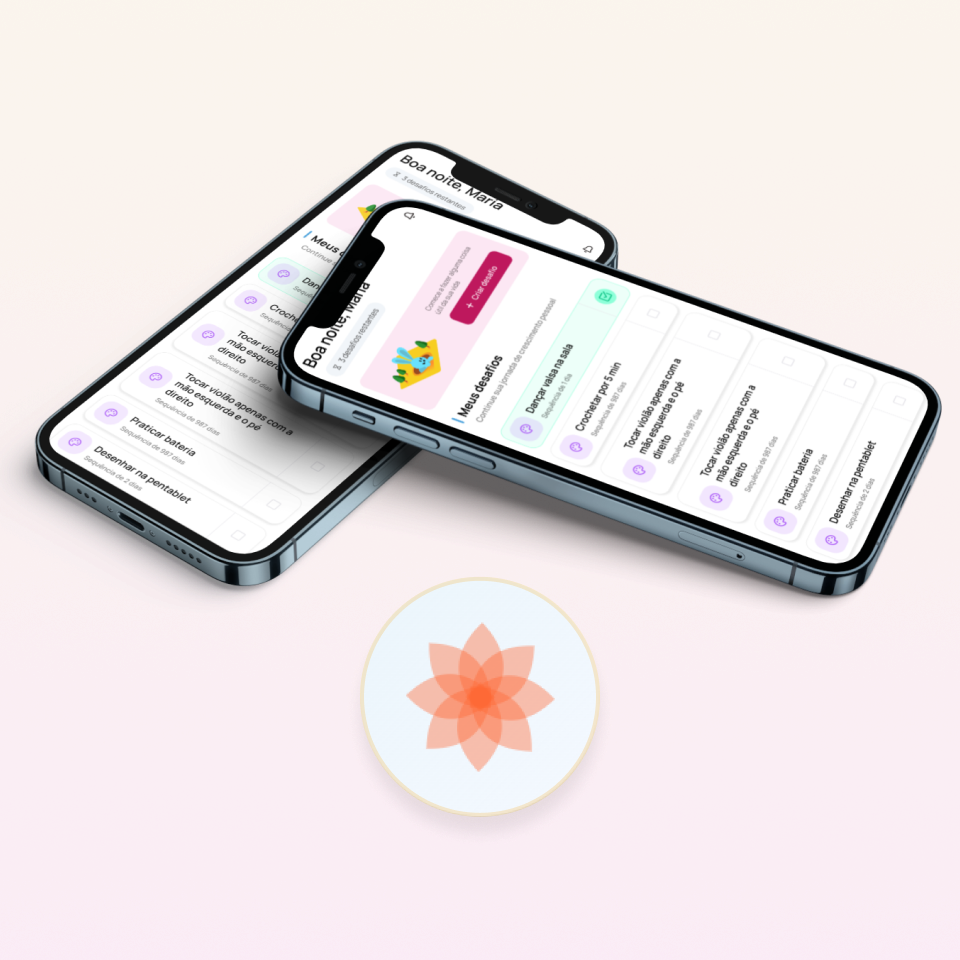 Boa noite, Maria
3 desafios restantes
Meus d
Continue s
Dan
Sequência
Croche
Sequência
Tocar violão
mão esquerda
direito
Sequência de 987 dias
Tocar violão apenas com a
mão esquerda e o pé
direito
Sequência de 987 dias
Praticar bateria
Sequência de 987 dias
Desenhar na pentablet
Sequência de 2 dias
Boa noite, Maria
3 desafios restantes
Comece a fazer alguma coisa
da sua vida
+ Criar desafio
Meus desafios
Continue sua jornada de crescimento pessoal
Dançar valsa na sala
Sequência de 1 dia
Crochetar por 5 min
Sequência de 987 dias
Tocar violão apenas com a
mão esquerda e o pé
direito
Sequência de 987 dias
Tocar violão apenas com a
mão esquerda e o pé
direito
Sequência de 987 dias
Praticar bateria
Sequência de 987 dias
Desenhar na pentablet
Sequência de 2 dias